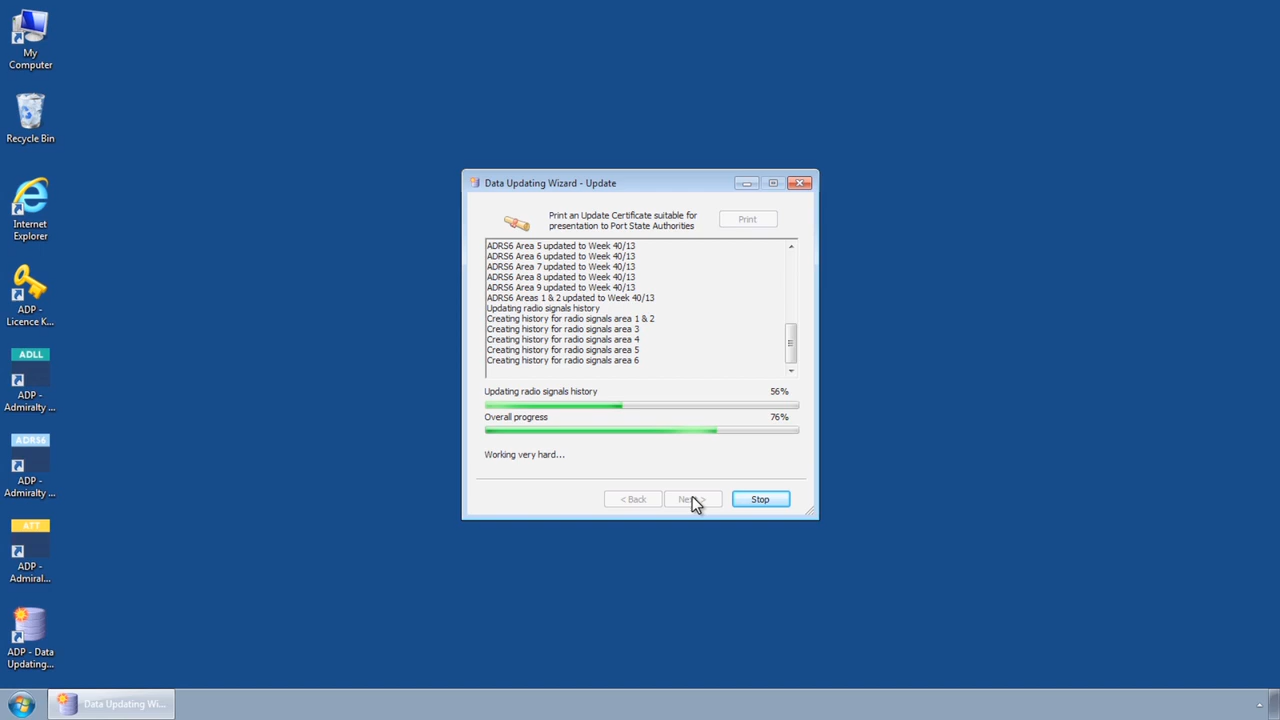 My
Computer
Recycle Bin
Internet
Explorer
ADP -
Licence K...
ADLL
ADP -
Admiralty ...
ADRS6
ADP -
Admiralty ...
ATT
ADP -
Admiral...
ADP - Data
Updating...
Data Updating Wizard - Update
Print an Update Certificate suitable for
presentation to Port State Authorities
Print
ADRS6 Area 5 updated to Week 40/13
ADRS6 Area 6 updated to Week 40/13
ADRS6 Area 7 updated to Week 40/13
ADRS6 Area 8 updated to Week 40/13
ADRS6 Area 9 updated to Week 40/13
ADRS6 Areas 1 & 2 updated to Week 40/13
Updating radio signals history
Creating history for radio signals area 1 & 2
Creating history for radio signals area 3
Creating history for radio signals area 4
Creating history for radio signals area 5
Creating history for radio signals area 6
Updating radio signals history 56%
Overall progress 76%
Working very hard...
< Back
Stop
Data Updating Wi...